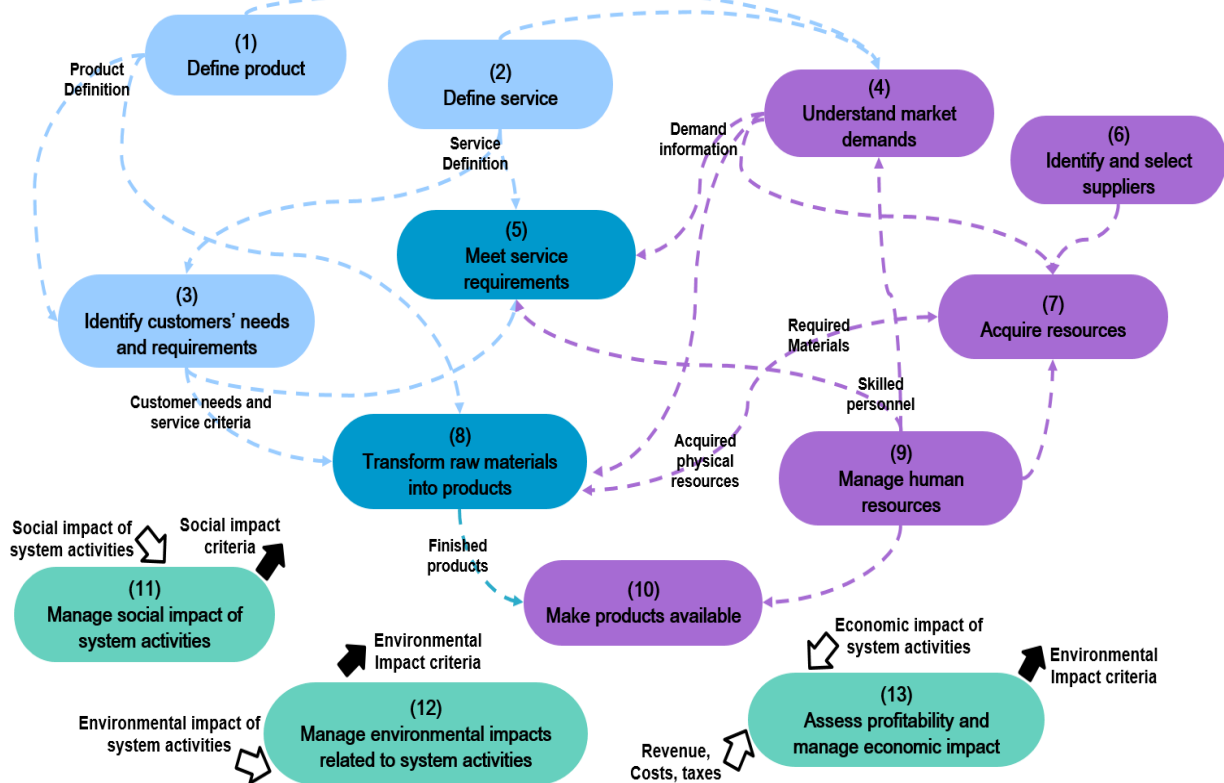 (1)
Define product
Product
Definition
(2)
Define service
(4)
Understand market
demands
Service
Definition
Demand
information
(6)
Identify and select
suppliers
(5)
Meet service
requirements
(3)
Identify customers’ needs
and requirements
(7)
Acquire resources
Required
Materials
Customer needs and
service criteria
Skilled
personnel
(8)
Transform raw materials
into products
Acquired
physical
resources
(9)
Manage human
resources
Social impact of
system activities
Social impact
criteria
Finished
products
(11)
Manage social impact of
system activities
(10)
Make products available
Environmental
Impact criteria
Economic impact of
system activities
Environmental
Impact criteria
(12)
Manage environmental impacts
related to system activities
Environmental impact of
system activities
(13)
Assess profitability and
manage economic impact
Revenue,
Costs, taxes